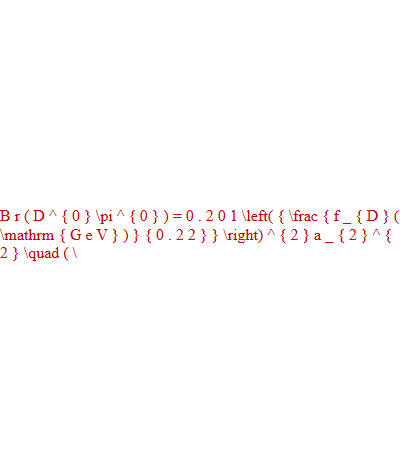 B r ( D ^ { 0 } \pi ^ { 0 } ) = 0 . 2 0 1 \left( { \frac { f _ { D } (
\mathrm { G e V } ) } { 0 . 2 2 } } \right) ^ { 2 } a _ { 2 } ^ {
2 } \quad ( \